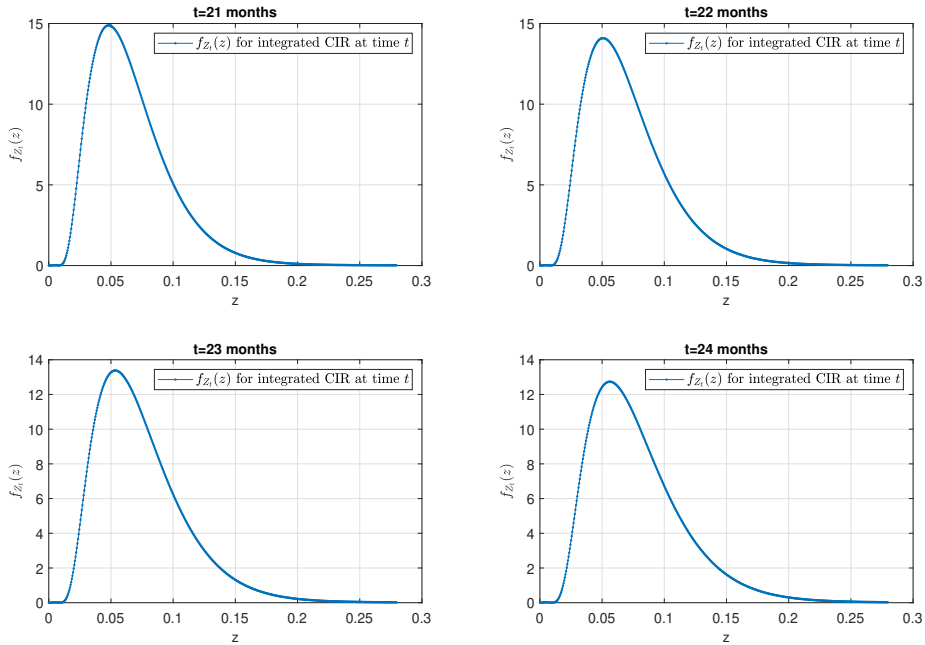 t=21 months
f_{Z_t}(z) for integrated CIR at time t
f_{Z_t}(z)
15
10
5
0
0 0.05 0.1 0.15 0.2 0.25 0.3
z
t=22 months
f_{Z_t}(z) for integrated CIR at time t
f_{Z_t}(z)
15
10
5
0
0 0.05 0.1 0.15 0.2 0.25 0.3
z
t=23 months
f_{Z_t}(z) for integrated CIR at time t
f_{Z_t}(z)
14
12
10
8
6
4
2
0
0 0.05 0.1 0.15 0.2 0.25 0.3
z
t=24 months
f_{Z_t}(z) for integrated CIR at time t
f_{Z_t}(z)
14
12
10
8
6
4
2
0
0 0.05 0.1 0.15 0.2 0.25 0.3
z